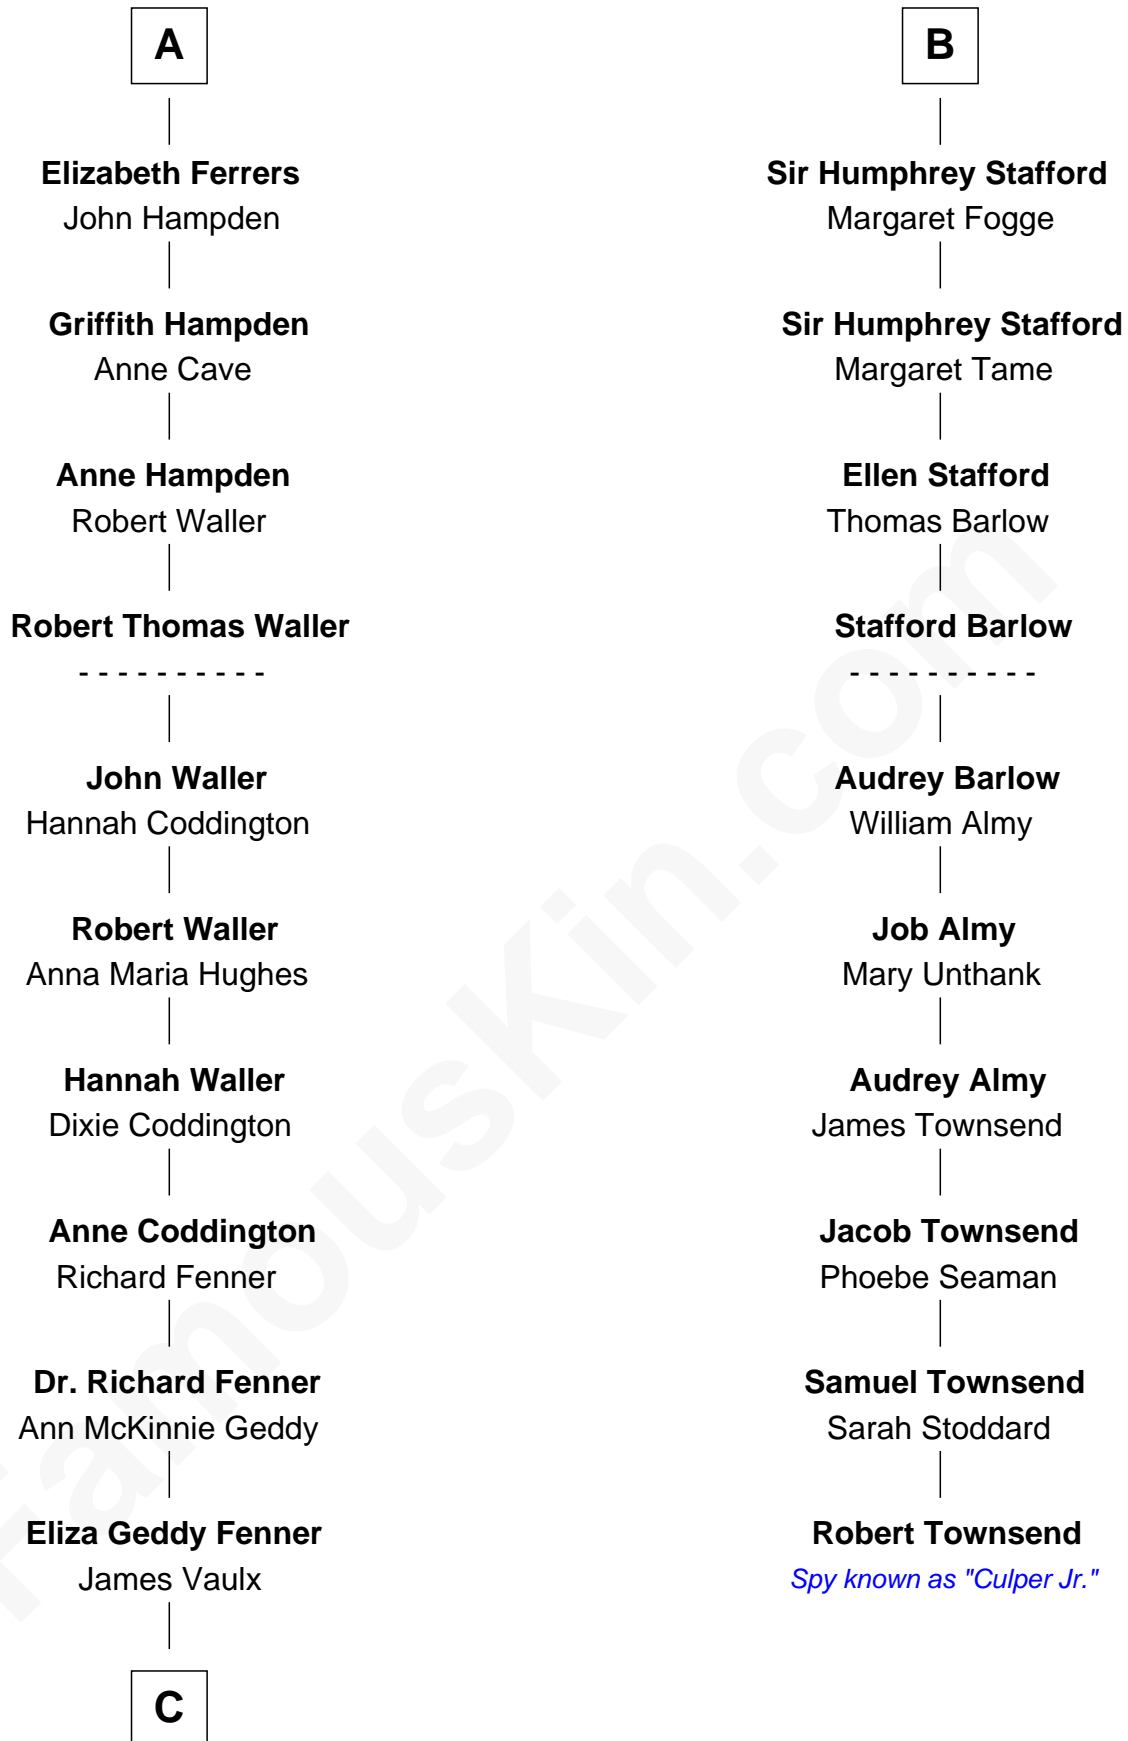 A
Elizabeth Ferrers
John Hampden
Griffith Hampden
Anne Cave
Anne Hampden
Robert Waller
Robert Thomas Waller
- - - - - - - - - -
John Waller
Hannah Coddington
Robert Waller
Anna Maria Hughes
Hannah Waller
Dixie Coddington
Anne Coddington
Richard Fenner
Dr. Richard Fenner
Ann McKinnie Geddy
Eliza Geddy Fenner
James Vaulx
C
B
Sir Humphrey Stafford
Margaret Fogge
Sir Humphrey Stafford
Margaret Tame
Ellen Stafford
Thomas Barlow
Stafford Barlow
- - - - - - - - - -
Audrey Barlow
William Almy
Job Almy
Mary Unthank
Audrey Almy
James Townsend
Jacob Townsend
Phoebe Seaman
Samuel Townsend
Sarah Stoddard
Robert Townsend
Spy known as "Culper Jr."
FamousKin.com